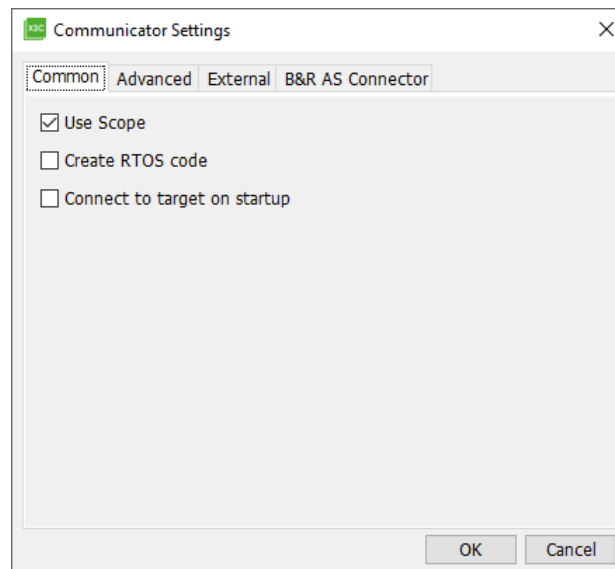 X2C Communicator Settings
Common Advanced External B&R AS Connector
Use Scope
Create RTOS code
Connect to target on startup
OK Cancel